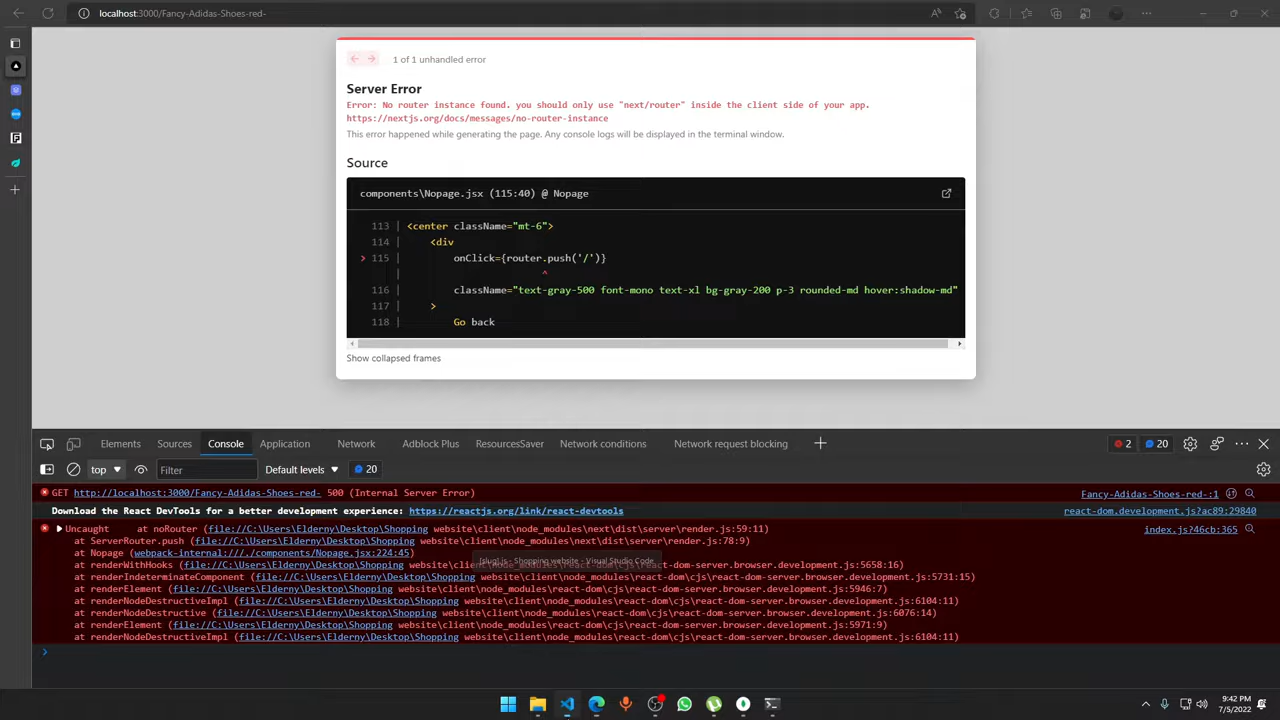 localhost:3000/Fancy-Adidas-Shoes-red-
1 of 1 unhandled error
Server Error
Error: No router instance found. you should only use "next/router" inside the client side of your app.
https://nextjs.org/docs/messages/no-router-instance
This error happened while generating the page. Any console logs will be displayed in the terminal window.
Source
components\Nopage.jsx (115:40) @ Nopage
113 | <center className="mt-6">
114 | <div
> 115 | onClick={router.push('/')}
| ^
116 | className="text-gray-500 font-mono text-xl bg-gray-200 p-3 rounded-md hover:shadow-md"
117 | >
118 | Go back
Show collapsed frames
Elements Sources Console Application Network Adblock Plus ResourcesSaver Network conditions Network request blocking 2 20
top Filter Default levels 20
GET http://localhost:3000/Fancy-Adidas-Shoes-red- 500 (Internal Server Error) Fancy-Adidas-Shoes-red-:1
Download the React DevTools for a better development experience: https://reactjs.org/link/react-devtools react-dom.development.js?ac89:29840
Uncaught at noRouter (file://C:\Users\Elderny\Desktop\Shopping website\client\node_modules\next\dist\server\render.js:59:11) index.js?46cb:365
at ServerRouter.push (file://C:\Users\Elderny\Desktop\Shopping website\client\node_modules\next\dist\server\render.js:78:9)
at Nopage (webpack-internal:///./components/Nopage.jsx:224:45)
[slug].js - Shopping website - Visual Studio Code
at renderWithHooks (file://C:\Users\Elderny\Desktop\Shopping website\client\node_modules\react-dom\cjs\react-dom-server.browser.development.js:5658:16)
at renderIndeterminateComponent (file://C:\Users\Elderny\Desktop\Shopping website\client\node_modules\react-dom\cjs\react-dom-server.browser.development.js:5731:15)
at renderElement (file://C:\Users\Elderny\Desktop\Shopping website\client\node_modules\react-dom\cjs\react-dom-server.browser.development.js:5946:7)
at renderNodeDestructiveImpl (file://C:\Users\Elderny\Desktop\Shopping website\client\node_modules\react-dom\cjs\react-dom-server.browser.development.js:6104:11)
at renderNodeDestructive (file://C:\Users\Elderny\Desktop\Shopping website\client\node_modules\react-dom\cjs\react-dom-server.browser.development.js:6076:14)
at renderElement (file://C:\Users\Elderny\Desktop\Shopping website\client\node_modules\react-dom\cjs\react-dom-server.browser.development.js:5971:9)
at renderNodeDestructiveImpl (file://C:\Users\Elderny\Desktop\Shopping website\client\node_modules\react-dom\cjs\react-dom-server.browser.development.js:6104:11)
9:42 PM
7/5/2022